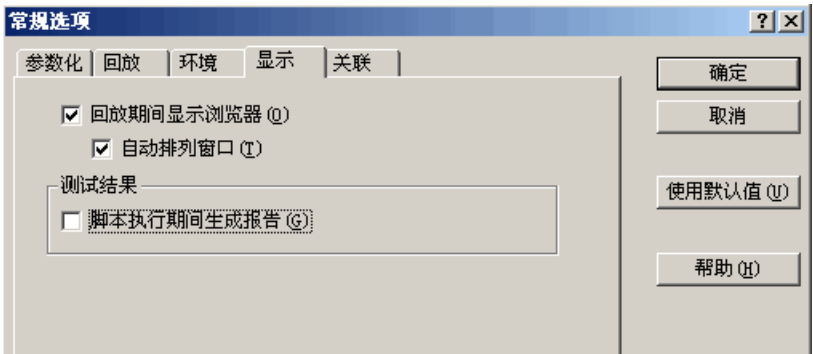 常规选项
参数化 回放 环境 显示 关联
回放期间显示浏览器(O)
自动排列窗口(T)
测试结果
脚本执行期间生成报告(G)
确定
取消
使用默认值(U)
帮助(H)